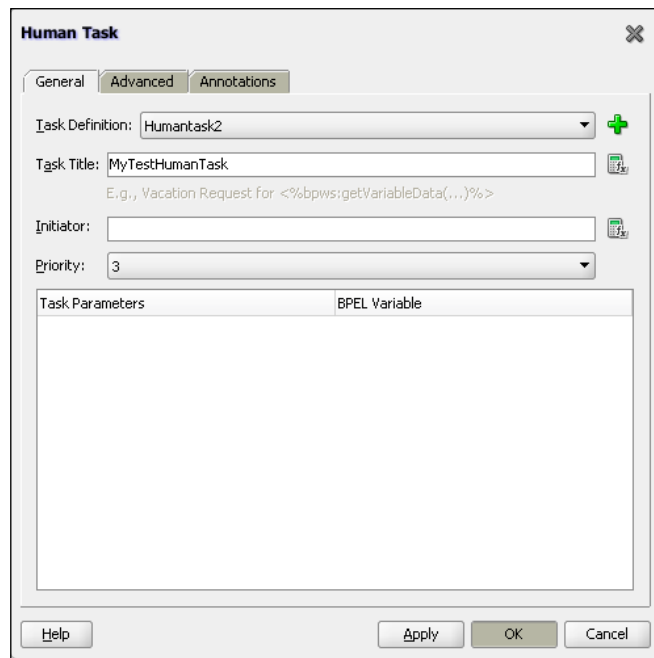 Human Task
General Advanced Annotations
Task Definition: Humantask2
Task Title: MyTestHumanTask
E.g., Vacation Request for <%bpws:getVariableData(...)%>
Initiator:
Priority: 3
Task Parameters BPEL Variable
Help Apply OK Cancel